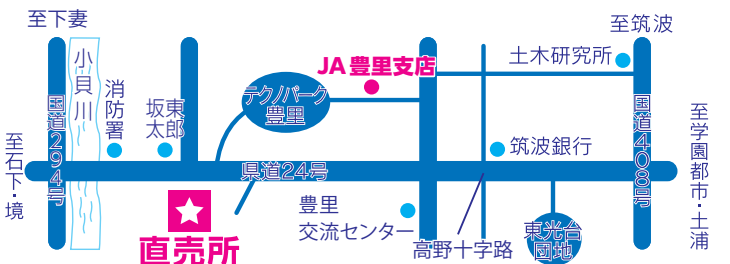 至下妻
至筑波
小貝川
消防署
坂東
太郎
国道294号
至石下・境
テクノパーク
豊里
JA豊里支店
土木研究所
国道408号
至学園都市・土浦
筑波銀行
県道24号
直売所
豊里
交流センター
高野十字路
東光台
団地